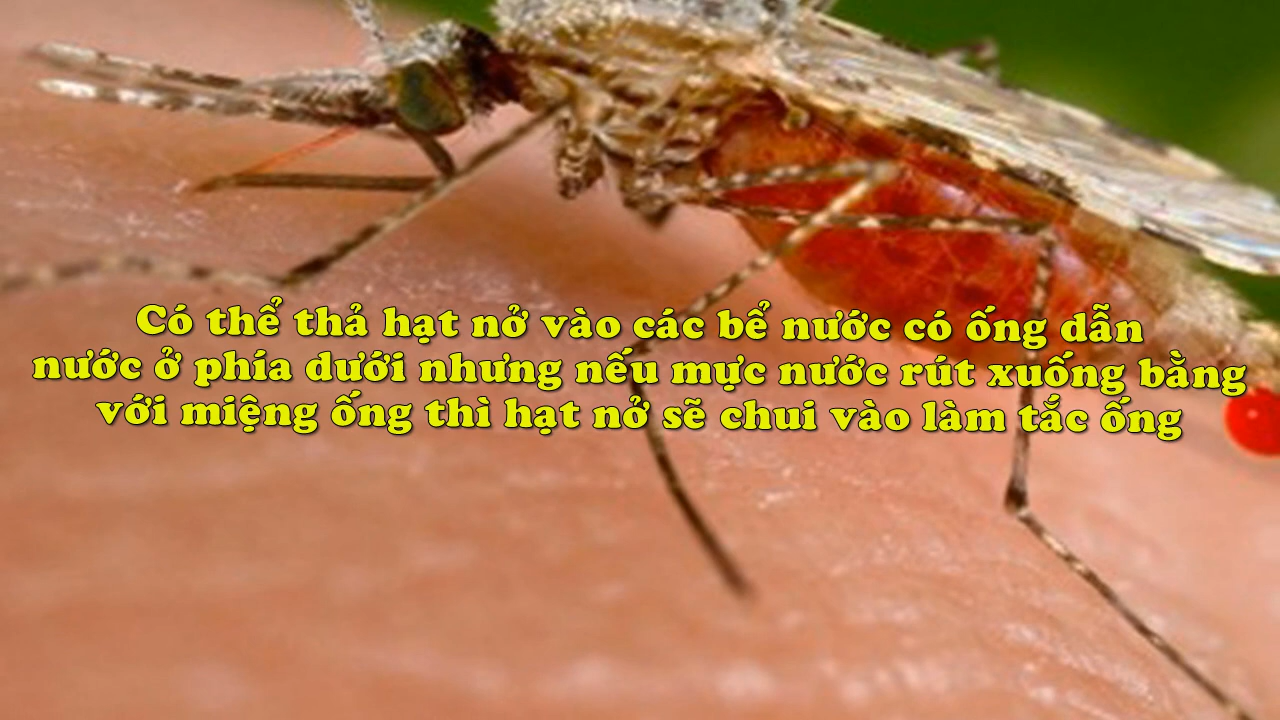 Có thể thả hạt nở vào các bể nước có ống dẫn
nước ở phía dưới nhưng nếu mực nước rút xuống bằng
với miệng ống thì hạt nở sẽ chui vào làm tắc ống